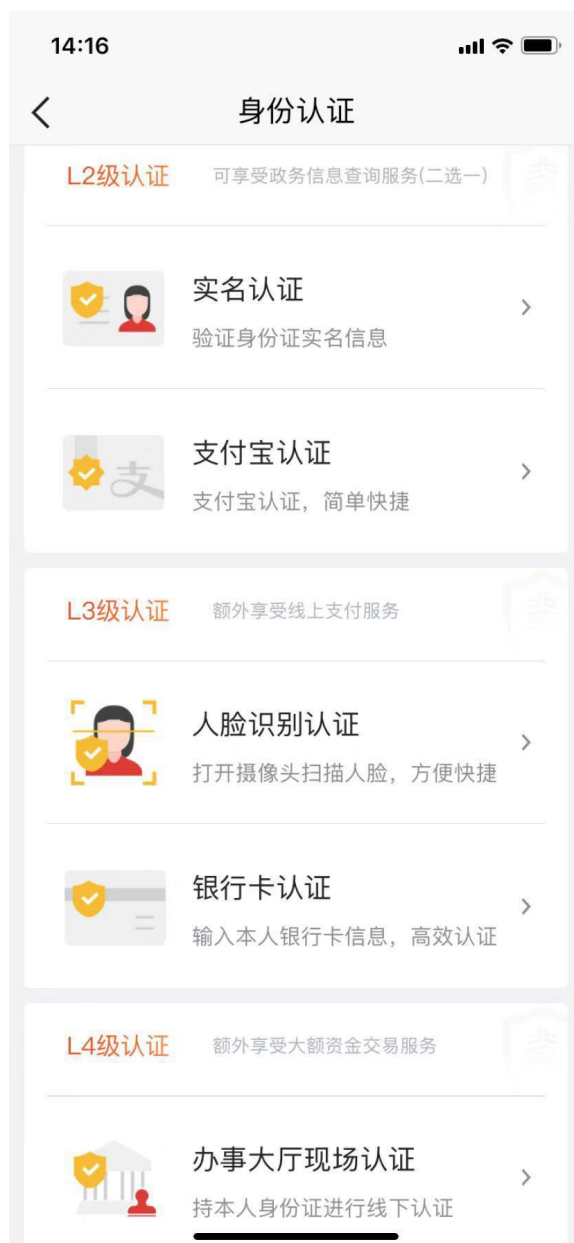 14:16
身份认证
L2级认证 可享受政务信息查询服务(二选一)
实名认证
验证身份证实名信息
支付宝认证
支
支付宝认证，简单快捷
L3级认证 额外享受线上支付服务
人脸识别认证
打开摄像头扫描人脸，方便快捷
银行卡认证
输入本人银行卡信息，高效认证
L4级认证 额外享受大额资金交易服务
办事大厅现场认证
持本人身份证进行线下认证